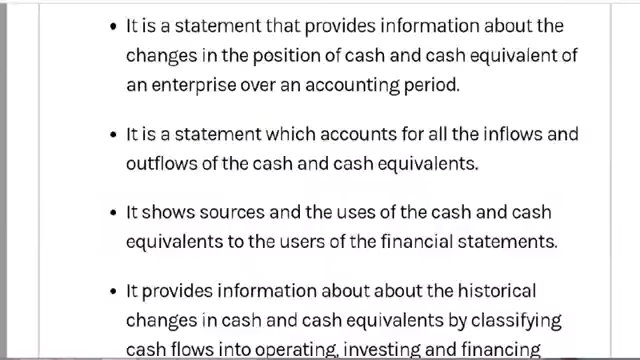 • It is a statement that provides information about the
changes in the position of cash and cash equivalent of
an enterprise over an accounting period.
• It is a statement which accounts for all the inflows and
outflows of the cash and cash equivalents.
• It shows sources and the uses of the cash and cash
equivalents to the users of the financial statements.
• It provides information about about the historical
changes in cash and cash equivalents by classifying
cash flows into operating, investing and financing